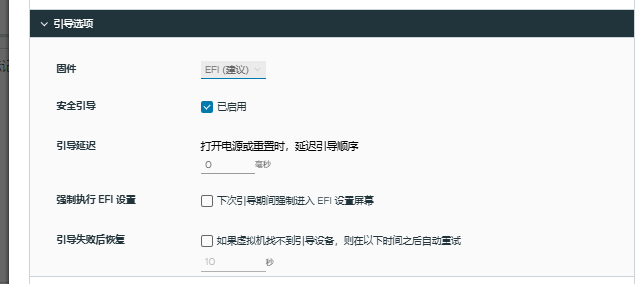 引导选项
固件
EFI (建议)
安全引导
已启用
引导延迟
打开电源或重置时，延迟引导顺序
0 毫秒
强制执行 EFI 设置
下次引导期间强制进入 EFI 设置屏幕
引导失败后恢复
如果虚拟机找不到引导设备，则在以下时间之后自动重试
10 秒